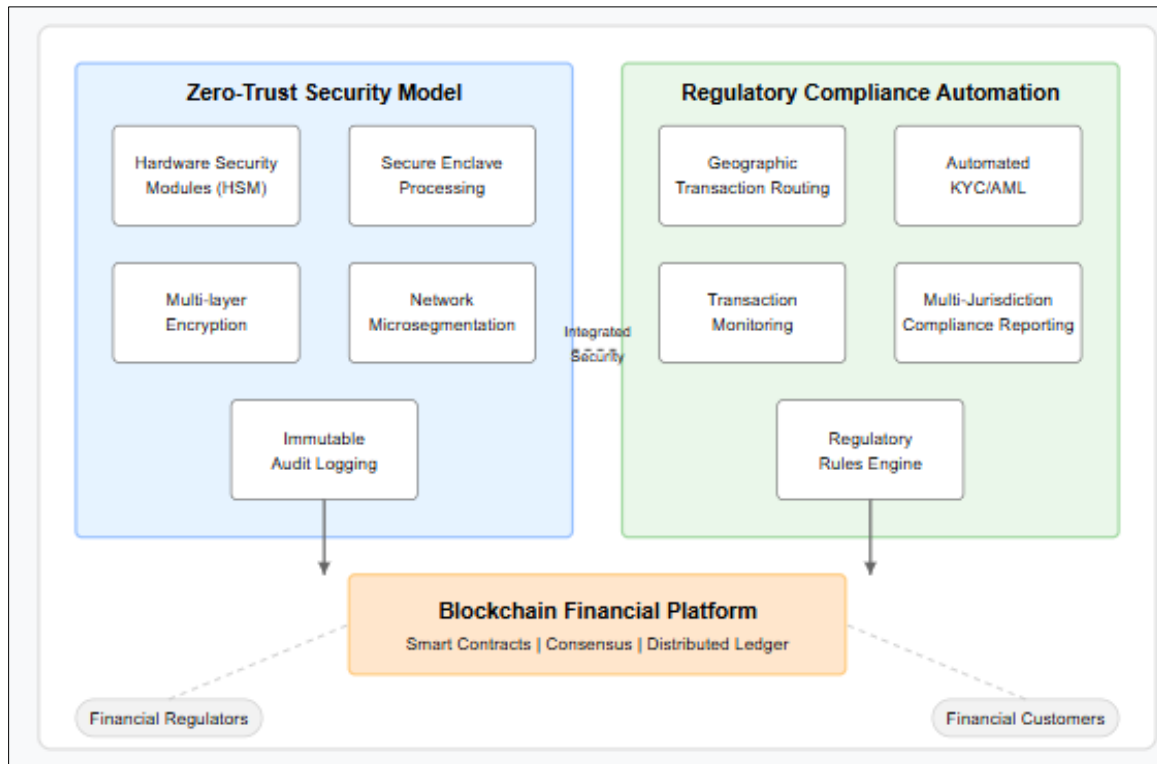 Zero-Trust Security Model
Hardware Security
Modules (HSM)
Secure Enclave
Processing
Multi-layer
Encryption
Network
Microsegmentation
Immutable
Audit Logging
Integrated
Security
Regulatory Compliance Automation
Geographic
Transaction Routing
Automated
KYC/AML
Transaction
Monitoring
Multi-Jurisdiction
Compliance Reporting
Regulatory
Rules Engine
Blockchain Financial Platform
Smart Contracts | Consensus | Distributed Ledger
Financial Regulators
Financial Customers